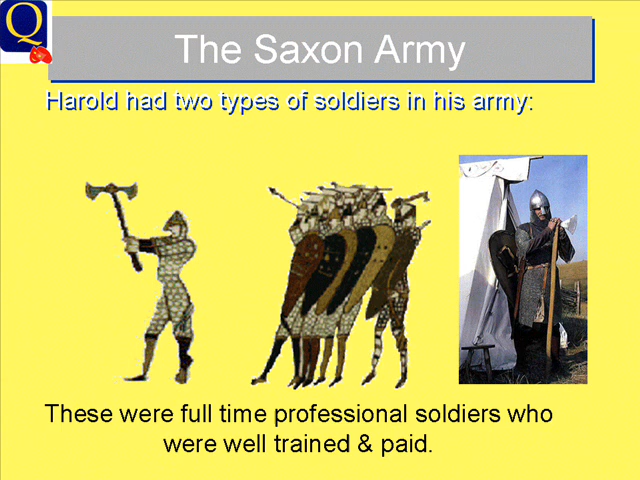 Q
The Saxon Army
Harold had two types of soldiers in his army:
These were full time professional soldiers who
were well trained & paid.